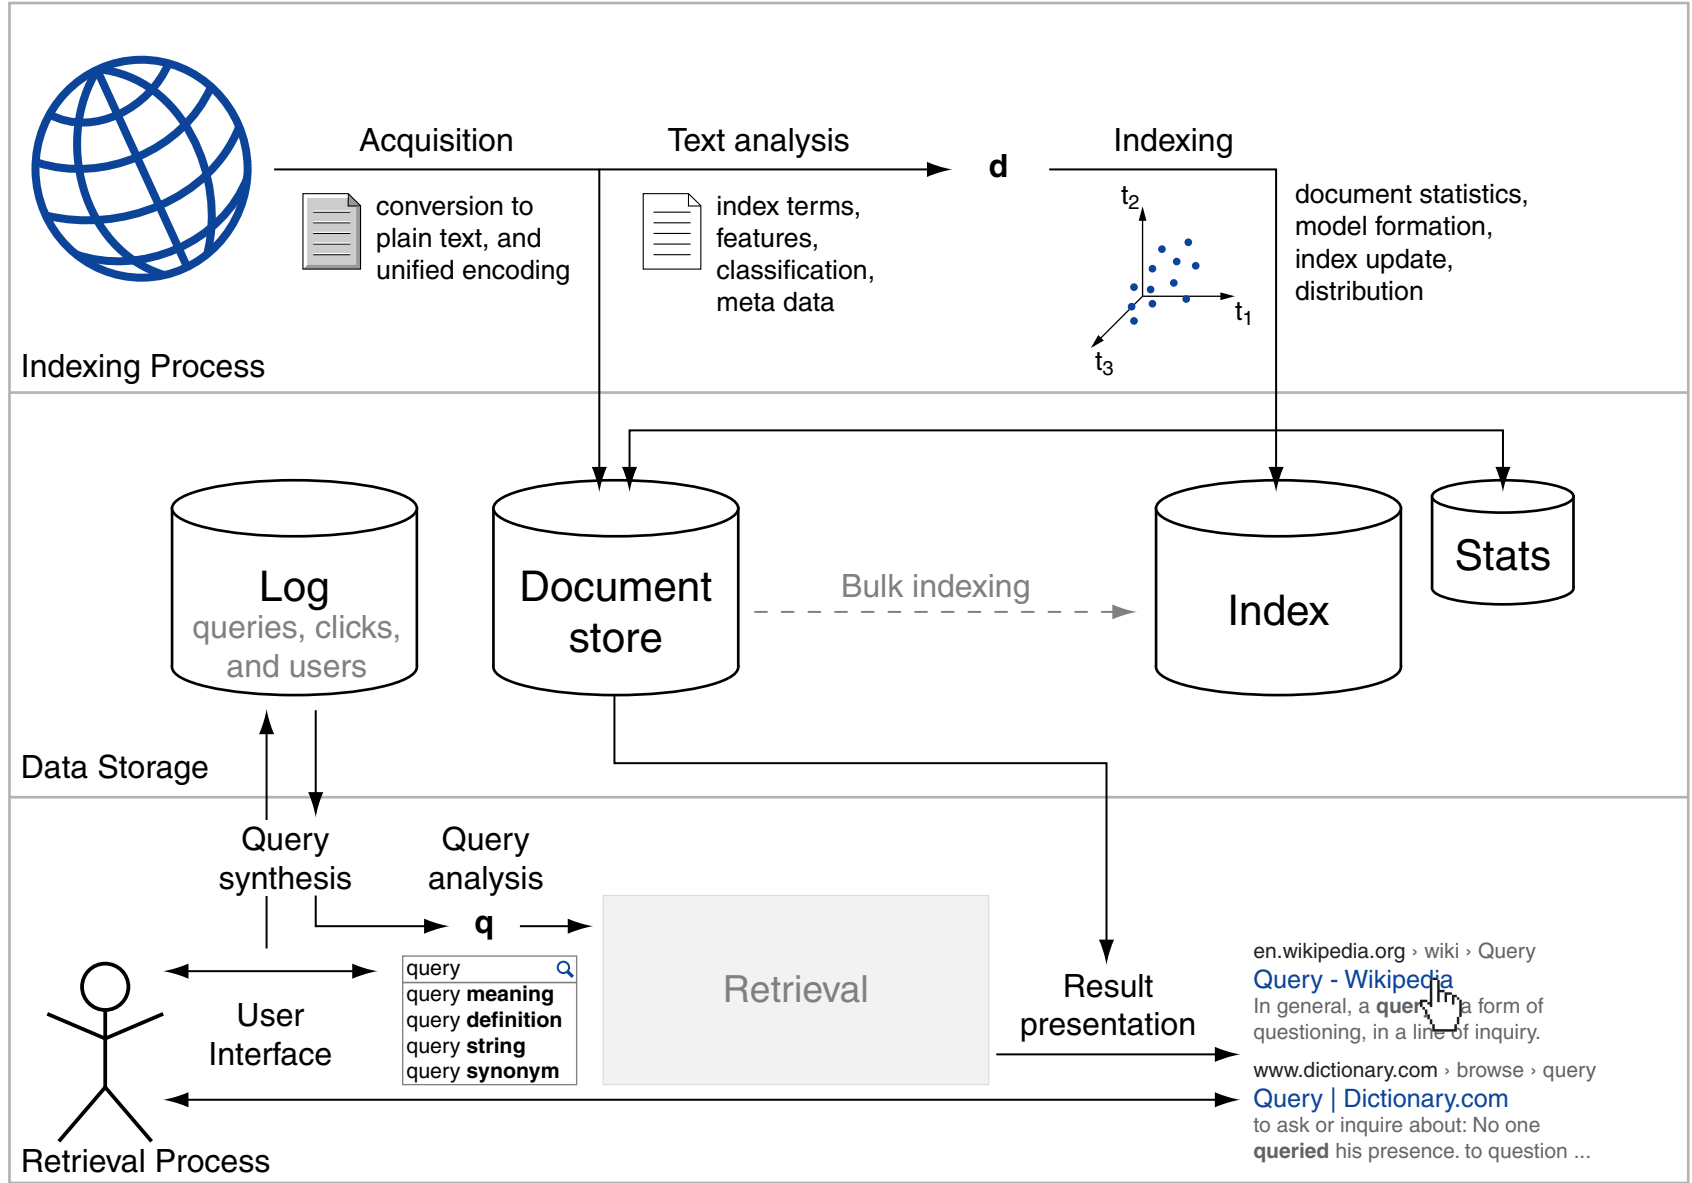 Acquisition
conversion to
plain text, and
unified encoding
Text analysis
index terms,
features,
classification,
meta data
d
Indexing
t2
t1
t3
document statistics,
model formation,
index update,
distribution
Indexing Process
Log
queries, clicks,
and users
Document
store
Bulk indexing
Index
Stats
Data Storage
Query
synthesis
Query
analysis
q
User
Interface
query
query meaning
query definition
query string
query synonym
Retrieval
Result
presentation
en.wikipedia.org › wiki › Query
Query - Wikipedia
In general, a a form of
questioning, in a line of inquiry.
www.dictionary.com › browse › query
Query | Dictionary.com
to ask or inquire about: No one
queried his presence. to question ...
Retrieval Process